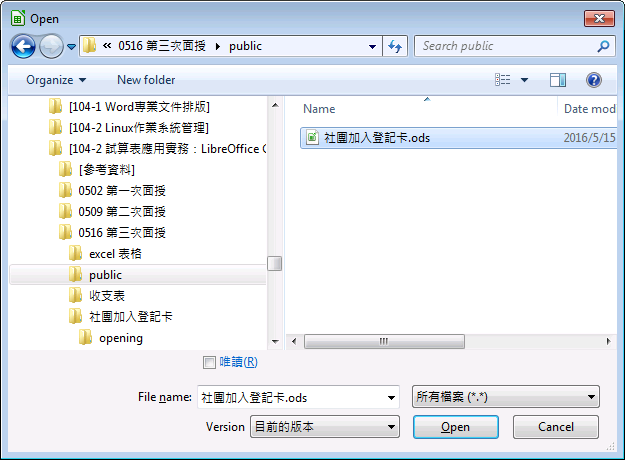 Open
« 0516 第三次面授 ▸ public
Search public
Organize
New folder
[104-1 Word專業文件排版]
[104-2 Linux作業系統管理]
[104-2 試算表應用實務：LibreOffice C
[參考資料]
0502 第一次面授
0509 第二次面授
0516 第三次面授
excel 表格
public
收支表
社團加入登記卡
opening
Name
Date mod
社團加入登記卡.ods
2016/5/15
唯讀(R)
File name:
社團加入登記卡.ods
所有檔案 (*.*)
Version
目前的版本
Open
Cancel